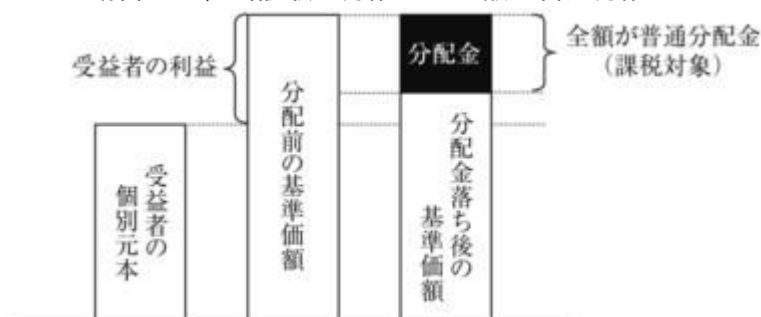 受益者の利益
分配金
全額が普通分配金
(課税対象)
受益者の
個別元本
分配前の基準価額
分配金落ち後の
基準価額